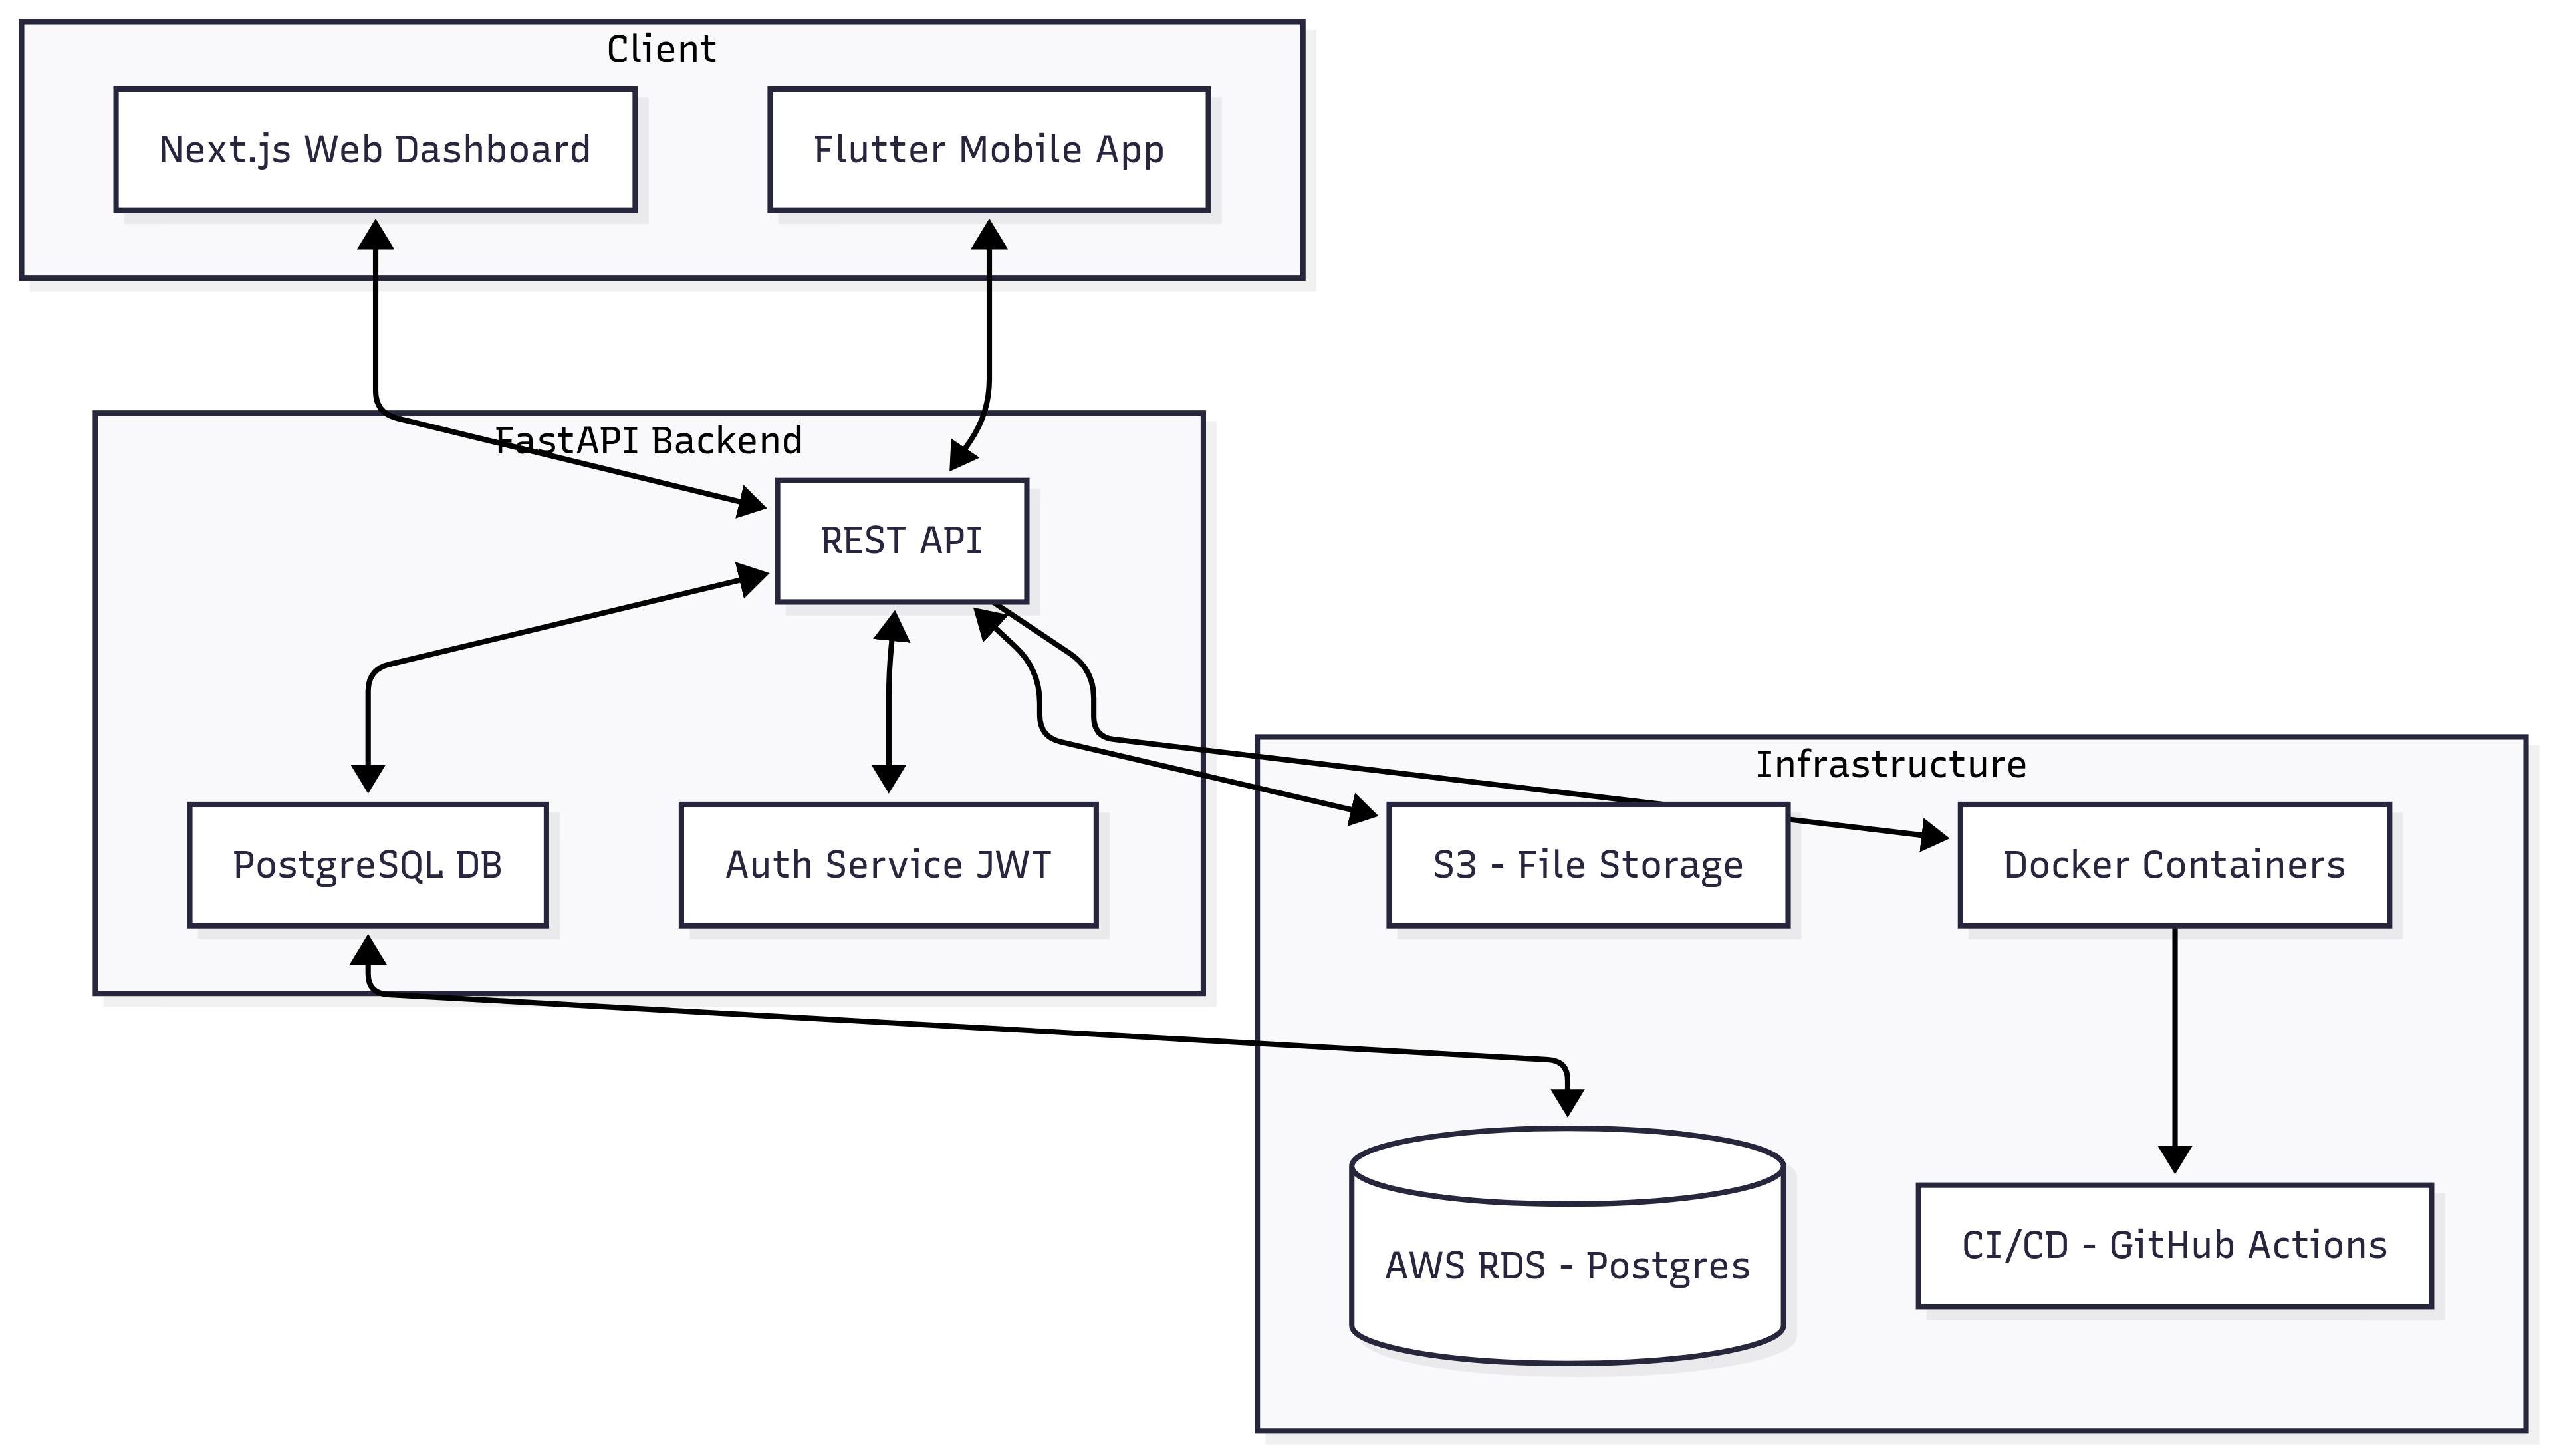 Client
Next.js Web Dashboard
Flutter Mobile App
FastAPI Backend
REST API
PostgreSQL DB
Auth Service JWT
Infrastructure
S3 - File Storage
Docker Containers
AWS RDS - Postgres
CI/CD - GitHub Actions